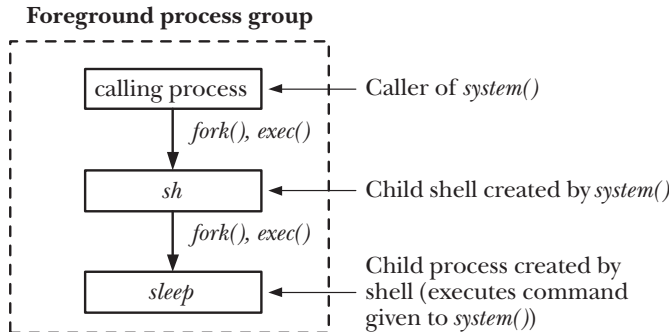 Foreground process group
calling process
Caller of system()
fork(), exec()
sh
Child shell created by system()
fork(), exec()
sleep
Child process created by
shell (executes command
given to system())